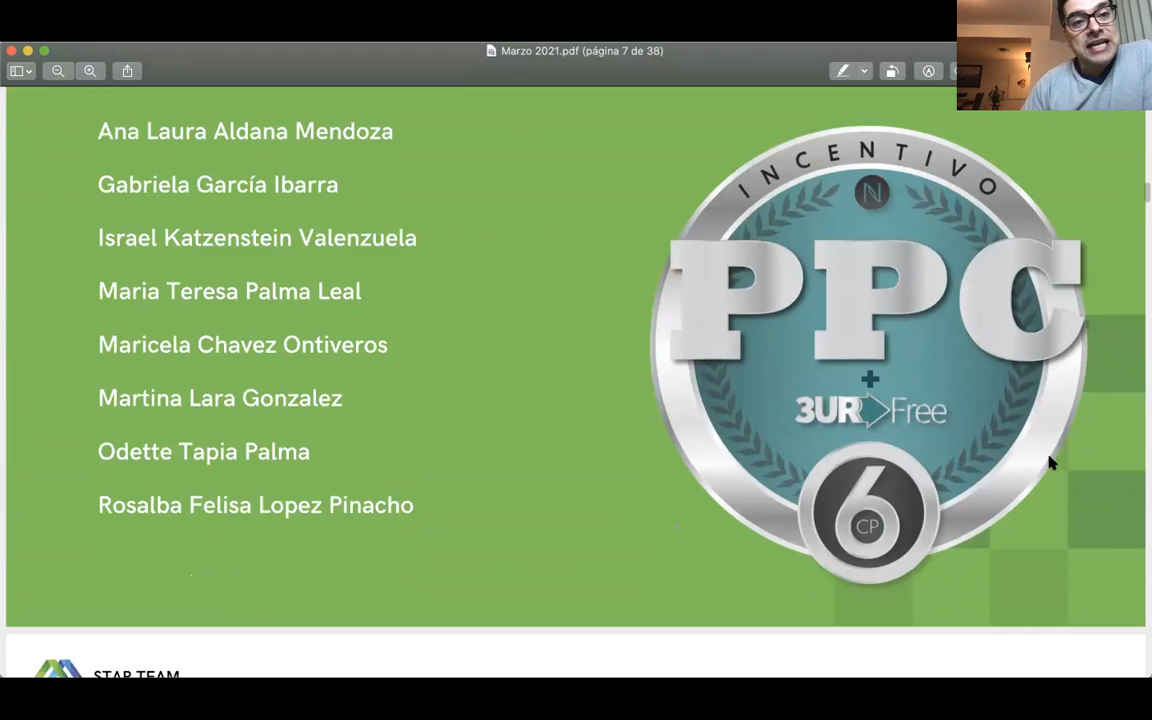 Marzo 2021.pdf (página 7 de 38)
Ana Laura Aldana Mendoza
Gabriela García Ibarra
Israel Katzenstein Valenzuela
Maria Teresa Palma Leal
Maricela Chavez Ontiveros
Martina Lara Gonzalez
Odette Tapia Palma
Rosalba Felisa Lopez Pinacho
INCENTIVO
N
PPC
+
3UR Free
6
CP
STAR TEAM